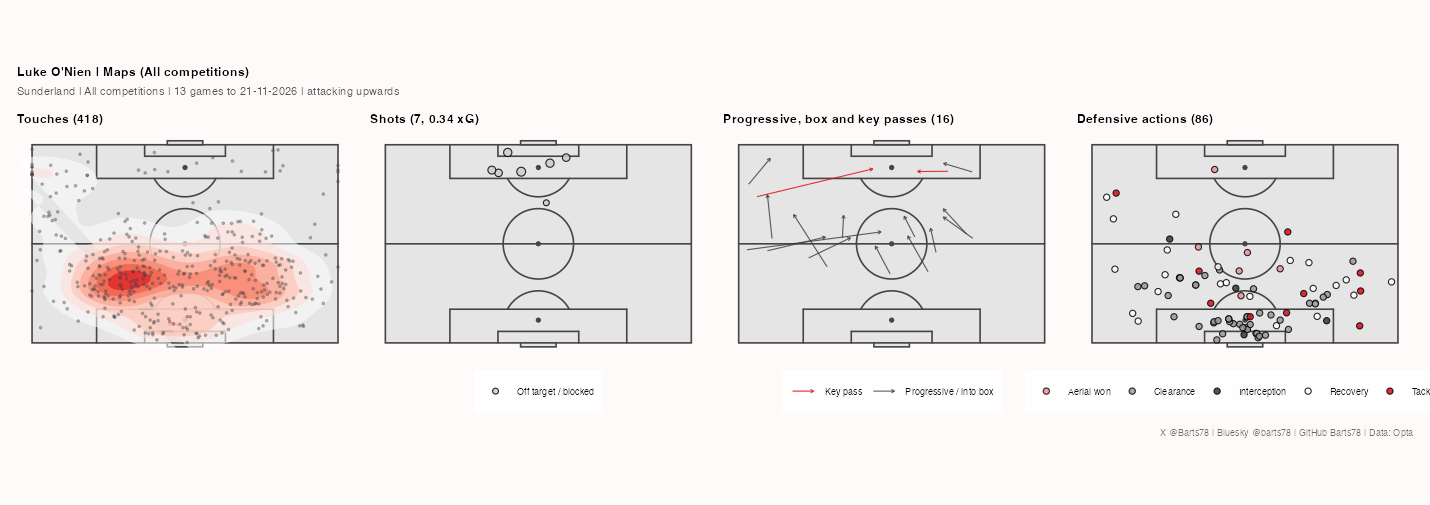 Luke O'Nien | Maps (All competitions)
Sunderland | All competitions | 13 games to 21-11-2026 | attacking upwards
Touches (418)
Shots (7, 0.34 xG)
Progressive, box and key passes (16)
Defensive actions (86)
Off target / blocked
Key pass
Progressive / into box
Aerial won
Clearance
Interception
Recovery
Tack
X @Barts78 | Bluesky @barts78 | GitHub Barts78 | Data: Opta